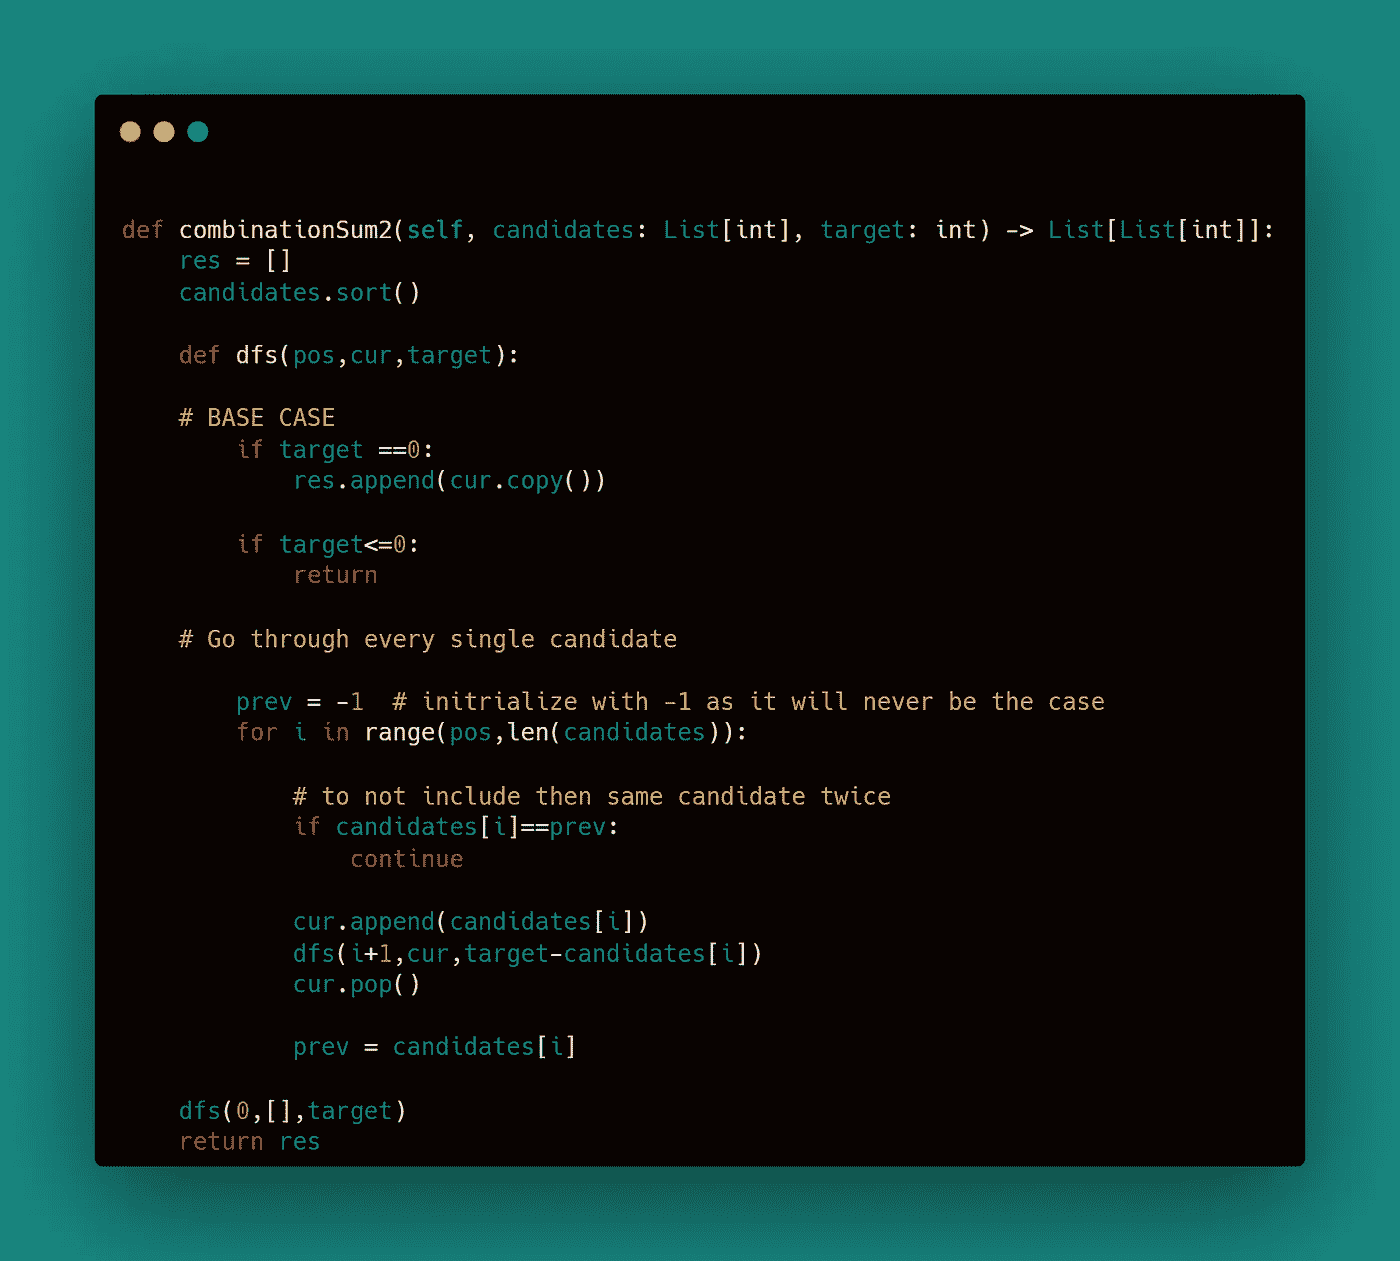 def combinationSum2(self, candidates: List[int], target: int) -> List[List[int]]:
    res = []
    candidates.sort()

    def dfs(pos,cur,target):

    # BASE CASE
        if target ==0:
            res.append(cur.copy())

        if target<=0:
            return

    # Go through every single candidate

        prev = -1  # initrialize with -1 as it will never be the case
        for i in range(pos,len(candidates)):

            # to not include then same candidate twice
            if candidates[i]==prev:
                continue

            cur.append(candidates[i])
            dfs(i+1,cur,target-candidates[i])
            cur.pop()

            prev = candidates[i]

    dfs(0,[],target)
    return res